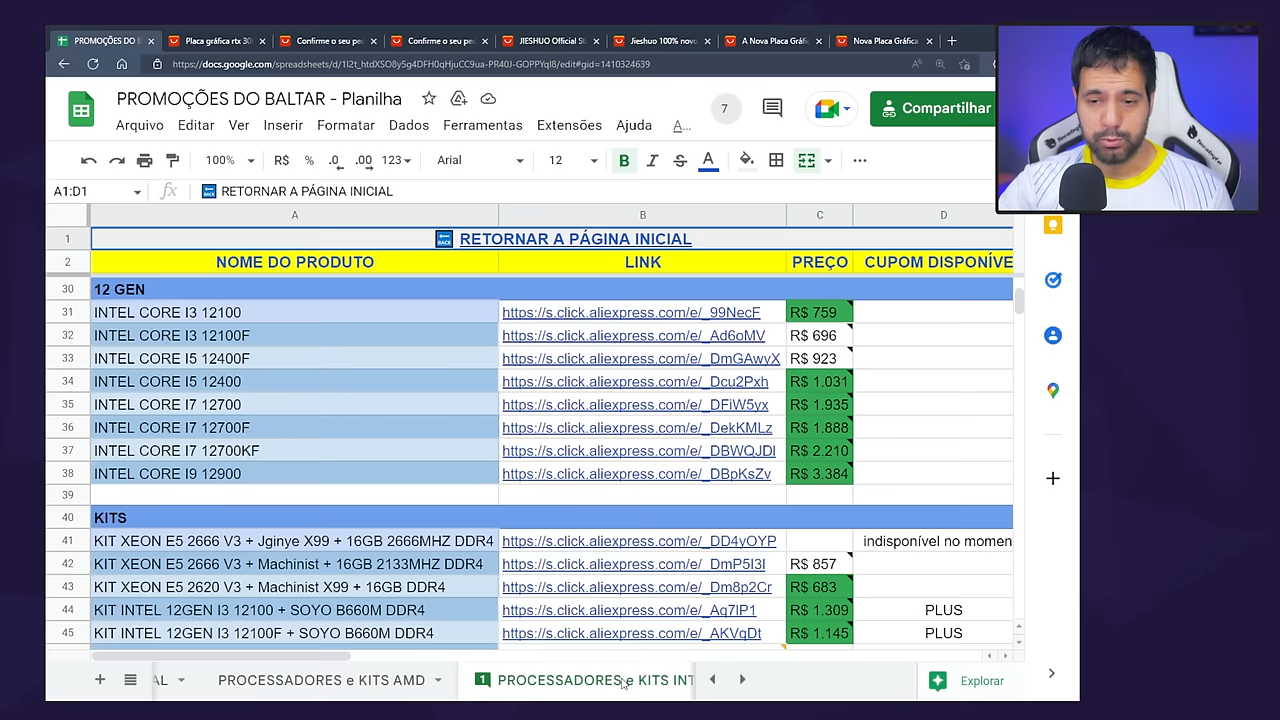 PROMOÇÕES DO B
Placa gráfica rtx 30
Confirme o seu pe
Confirme o seu pe
JIESHUO Official St
Jieshuo 100% novo
A Nova Placa Gráfi
Nova Placa Gráfica
https://docs.google.com/spreadsheets/d/1I2t_htdXSO8y5g4DFH0qHjuCC9ua-PR40J-GOPPYqI8/edit#gid=1410324639
PROMOÇÕES DO BALTAR - Planilha
7
Compartilhar
Arquivo Editar Ver Inserir Formatar Dados Ferramentas Extensões Ajuda A...
100% R$ % .0 .00 123 Arial 12 B I S A
A1:D1 fx BACK RETORNAR A PÁGINA INICIAL
A B C D
1 BACK RETORNAR A PÁGINA INICIAL
2 NOME DO PRODUTO LINK PREÇO CUPOM DISPONÍVE
30 12 GEN
31 INTEL CORE I3 12100 https://s.click.aliexpress.com/e/_99NecF R$ 759
32 INTEL CORE I3 12100F https://s.click.aliexpress.com/e/_Ad6oMV R$ 696
33 INTEL CORE I5 12400F https://s.click.aliexpress.com/e/_DmGAwyX R$ 923
34 INTEL CORE I5 12400 https://s.click.aliexpress.com/e/_Dcu2Pxh R$ 1.031
35 INTEL CORE I7 12700 https://s.click.aliexpress.com/e/_DFiW5yx R$ 1.935
36 INTEL CORE I7 12700F https://s.click.aliexpress.com/e/_DekKMLz R$ 1.888
37 INTEL CORE I7 12700KF https://s.click.aliexpress.com/e/_DBWQJDl R$ 2.210
38 INTEL CORE I9 12900 https://s.click.aliexpress.com/e/_DBpKsZv R$ 3.384
39
40 KITS
41 KIT XEON E5 2666 V3 + Jginye X99 + 16GB 2666MHZ DDR4 https://s.click.aliexpress.com/e/_DD4yOYP indisponível no momen
42 KIT XEON E5 2666 V3 + Machinist + 16GB 2133MHZ DDR4 https://s.click.aliexpress.com/e/_DmP5I3l R$ 857
43 KIT XEON E5 2620 V3 + Machinist X99 + 16GB DDR4 https://s.click.aliexpress.com/e/_Dm8p2Cr R$ 683
44 KIT INTEL 12GEN I3 12100 + SOYO B660M DDR4 https://s.click.aliexpress.com/e/_Aq7lP1 R$ 1.309 PLUS
45 KIT INTEL 12GEN I3 12100F + SOYO B660M DDR4 https://s.click.aliexpress.com/e/_AKVqDt R$ 1.145 PLUS
AL PROCESSADORES e KITS AMD 1 PROCESSADORES e KITS INT Explorar